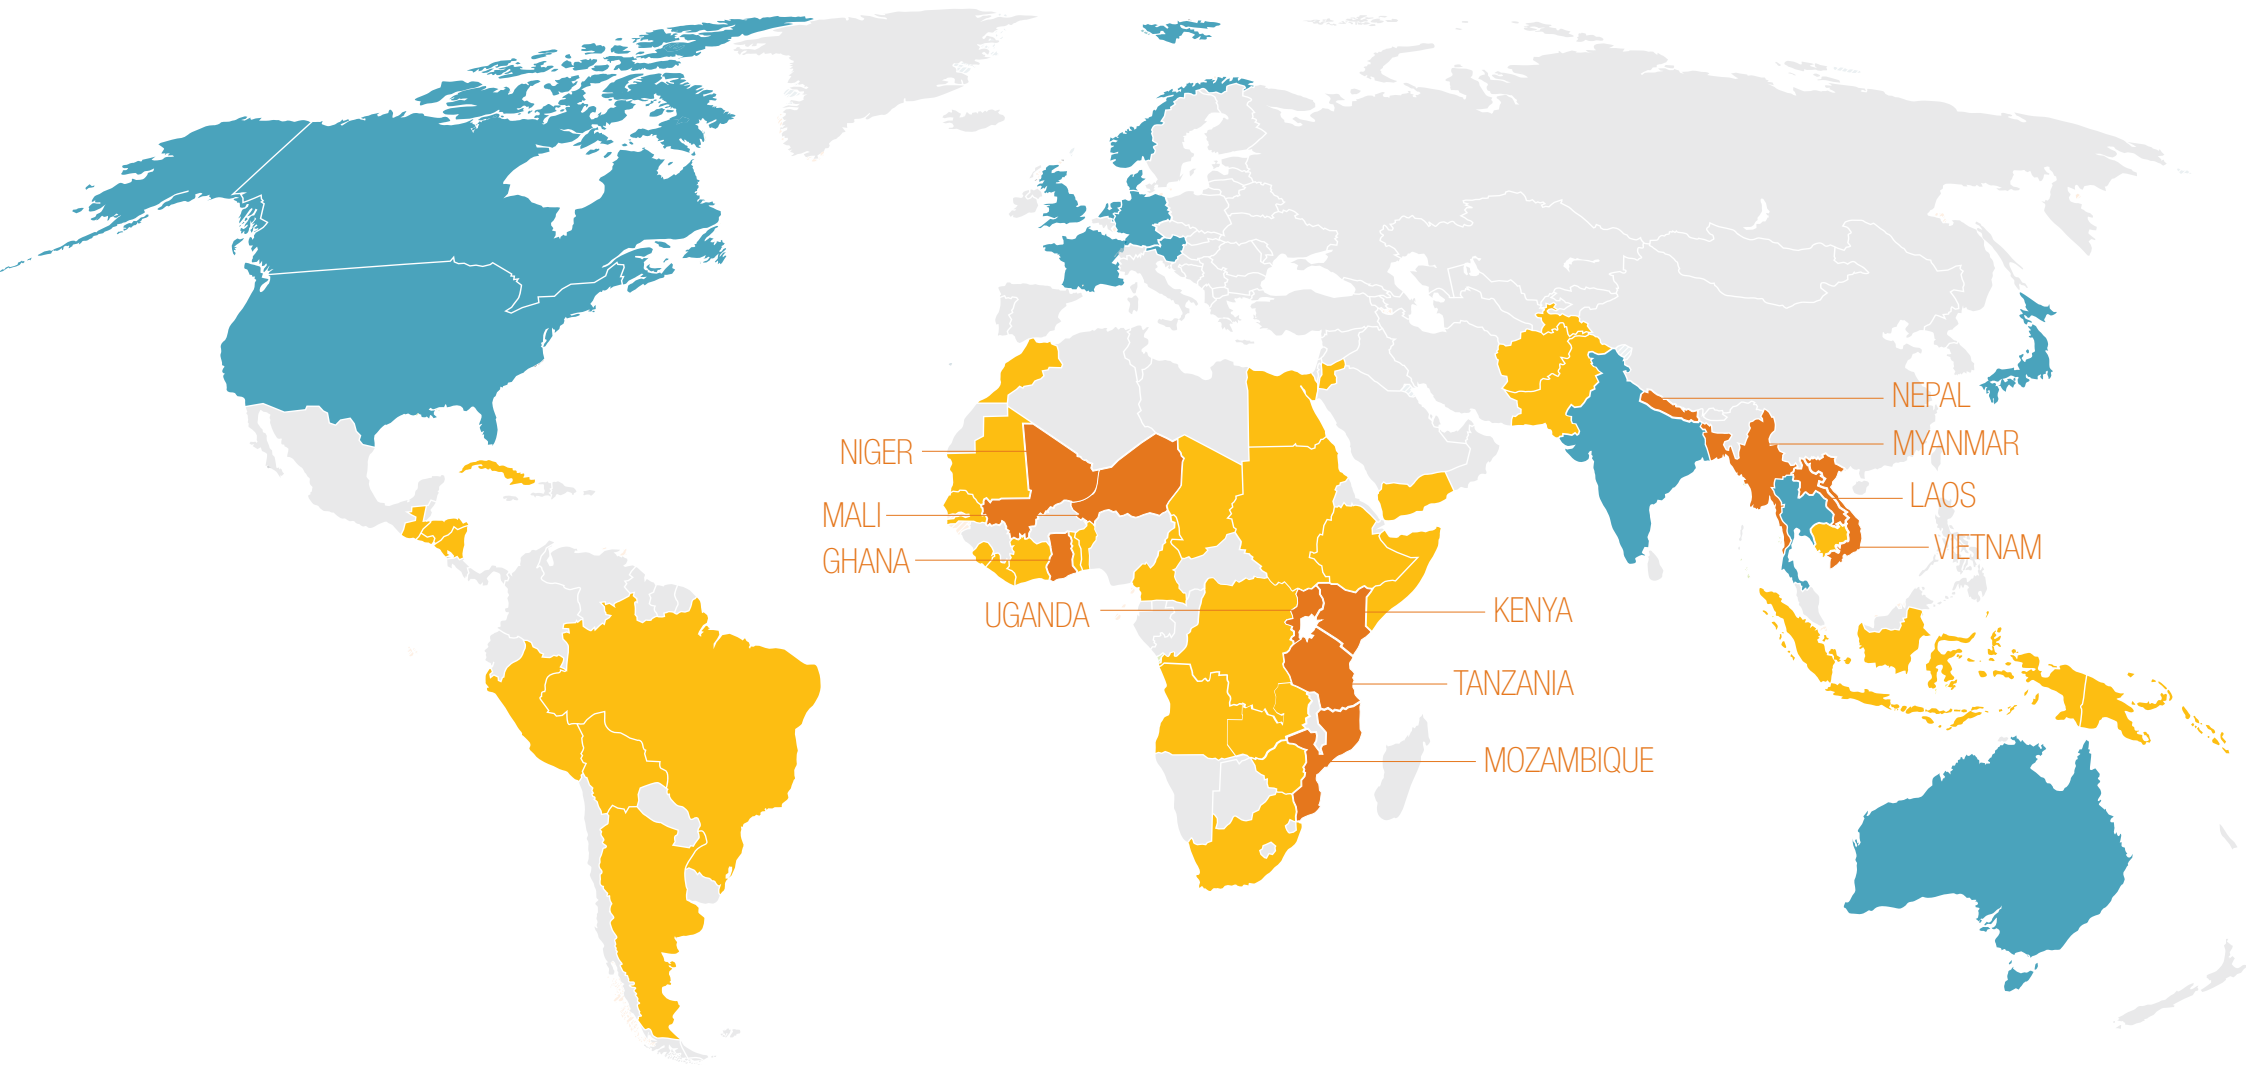 NEPAL
NIGER
MYANMAR
LAOS
MALI
VIETNAM
GHANA
UGANDA
KENYA
TANZANIA
MOZAMBIQUE